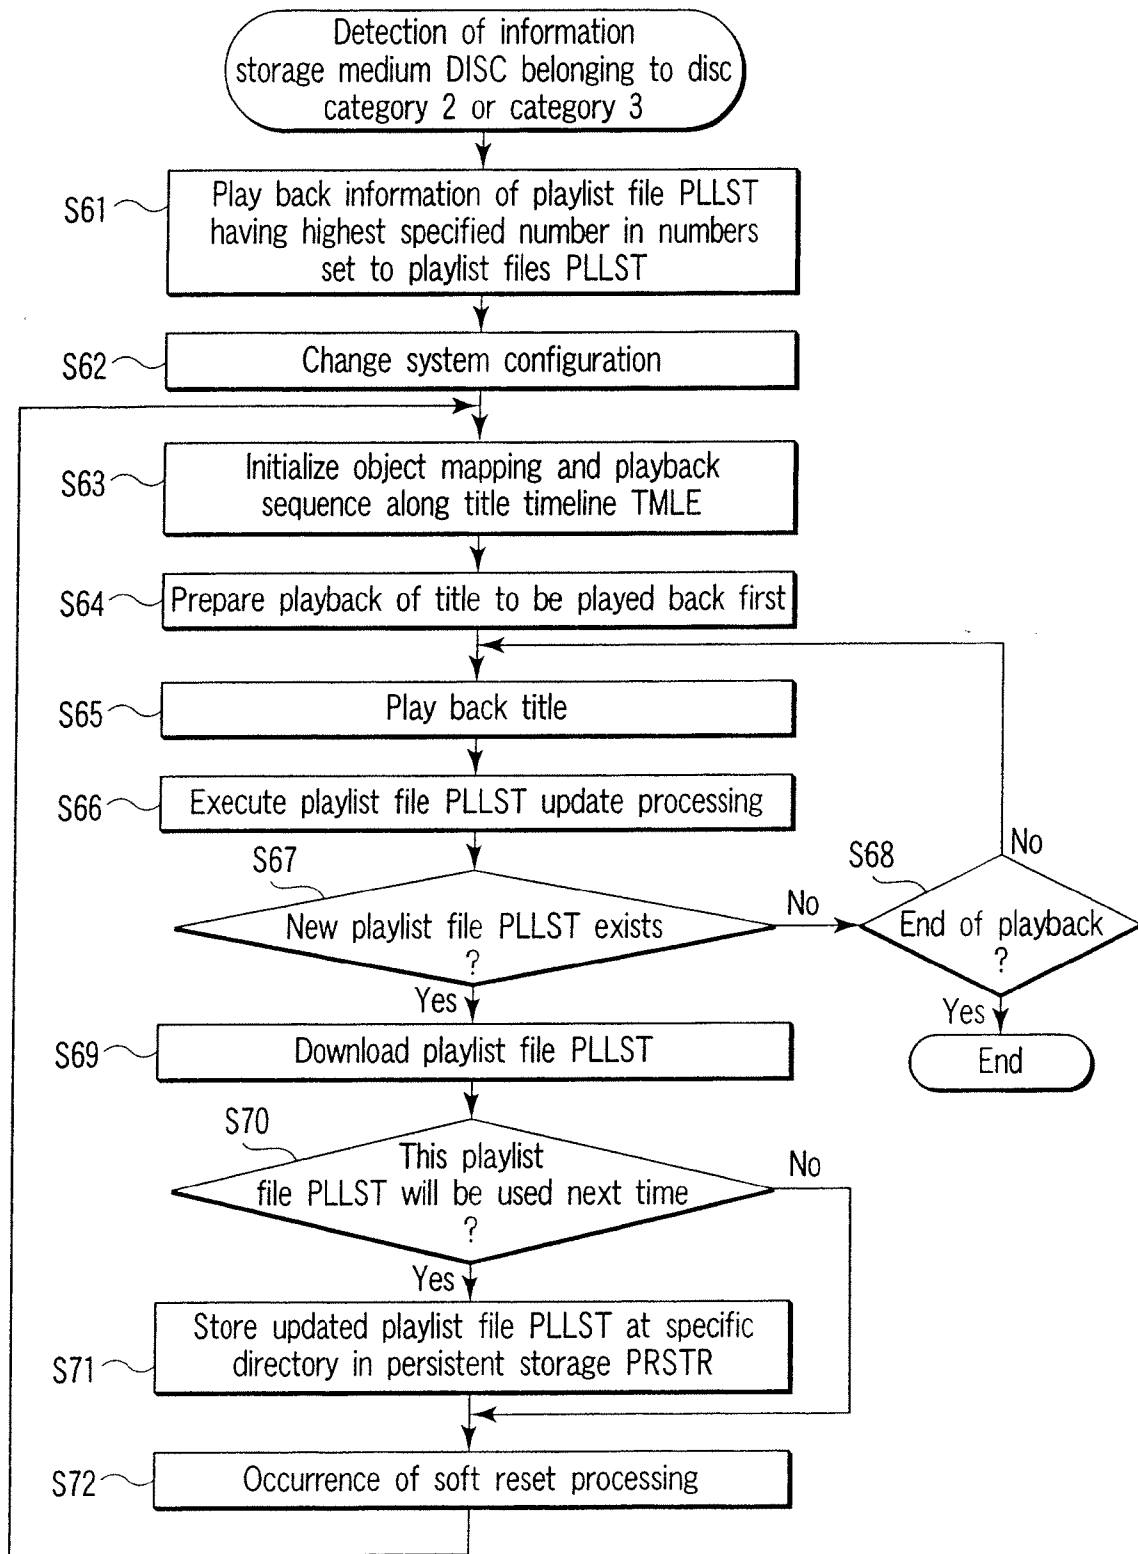 Detection of information
storage medium DISC belonging to disc
category 2 or category 3
S61
Play back information of playlist file PLLST
having highest specified number in numbers
set to playlist files PLLST
S62
Change system configuration
S63
Initialize object mapping and playback
sequence along title timeline TMLE
S64
Prepare playback of title to be played back first
S65
Play back title
S66
Execute playlist file PLLST update processing
S67
New playlist file PLLST exists
?
No
Yes
S68
End of playback
?
No
Yes
End
S69
Download playlist file PLLST
S70
This playlist
file PLLST will be used next time
?
No
Yes
S71
Store updated playlist file PLLST at specific
directory in persistent storage PRSTR
S72
Occurrence of soft reset processing